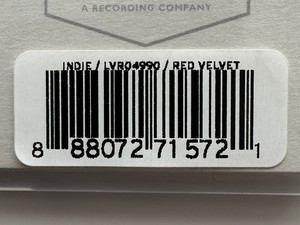 A RECORDING COMPANY
INDIE / LVR04990 / RED VELVET
8 88072 71572 1